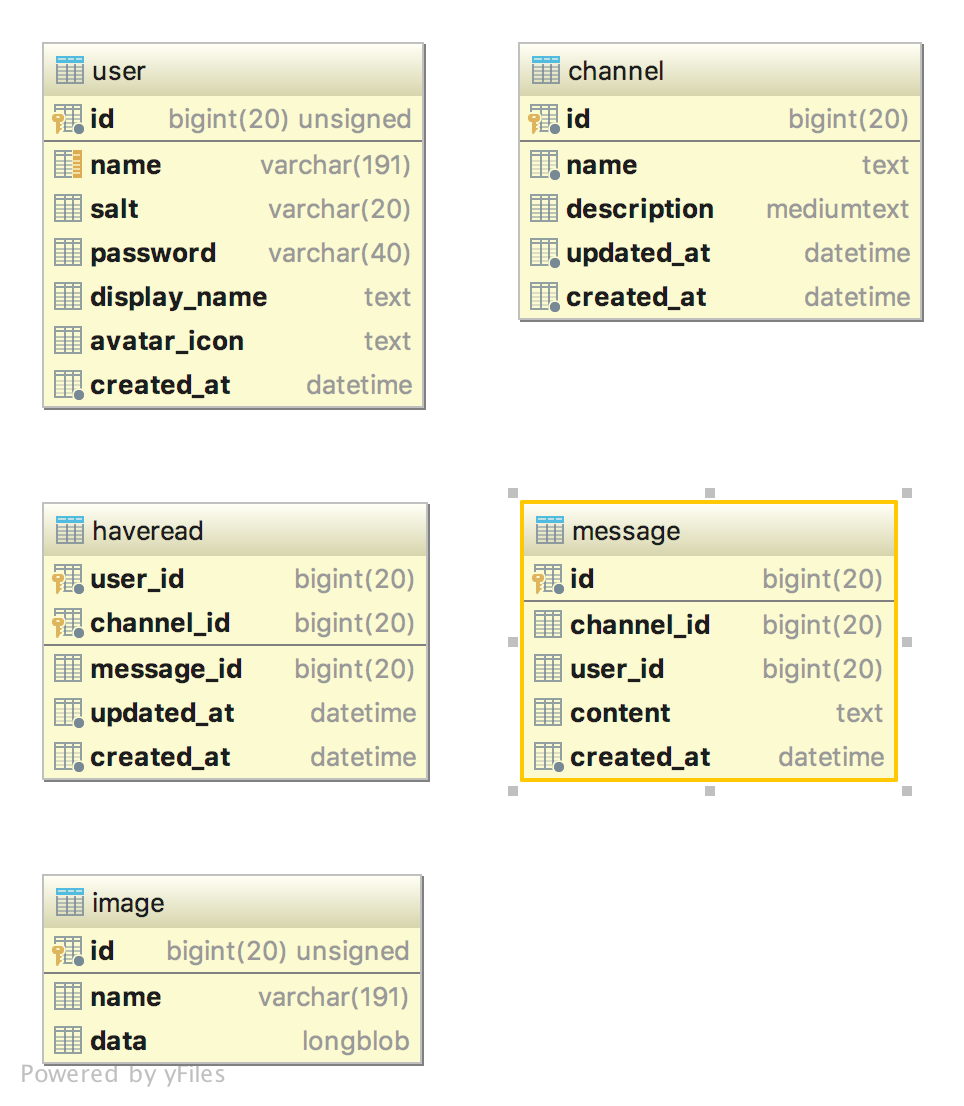 user
id bigint(20) unsigned
name varchar(191)
salt varchar(20)
password varchar(40)
display_name text
avatar_icon text
created_at datetime
channel
id bigint(20)
name text
description mediumtext
updated_at datetime
created_at datetime
haveread
user_id bigint(20)
channel_id bigint(20)
message_id bigint(20)
updated_at datetime
created_at datetime
message
id bigint(20)
channel_id bigint(20)
user_id bigint(20)
content text
created_at datetime
image
id bigint(20) unsigned
name varchar(191)
data longblob
Powered by yFiles